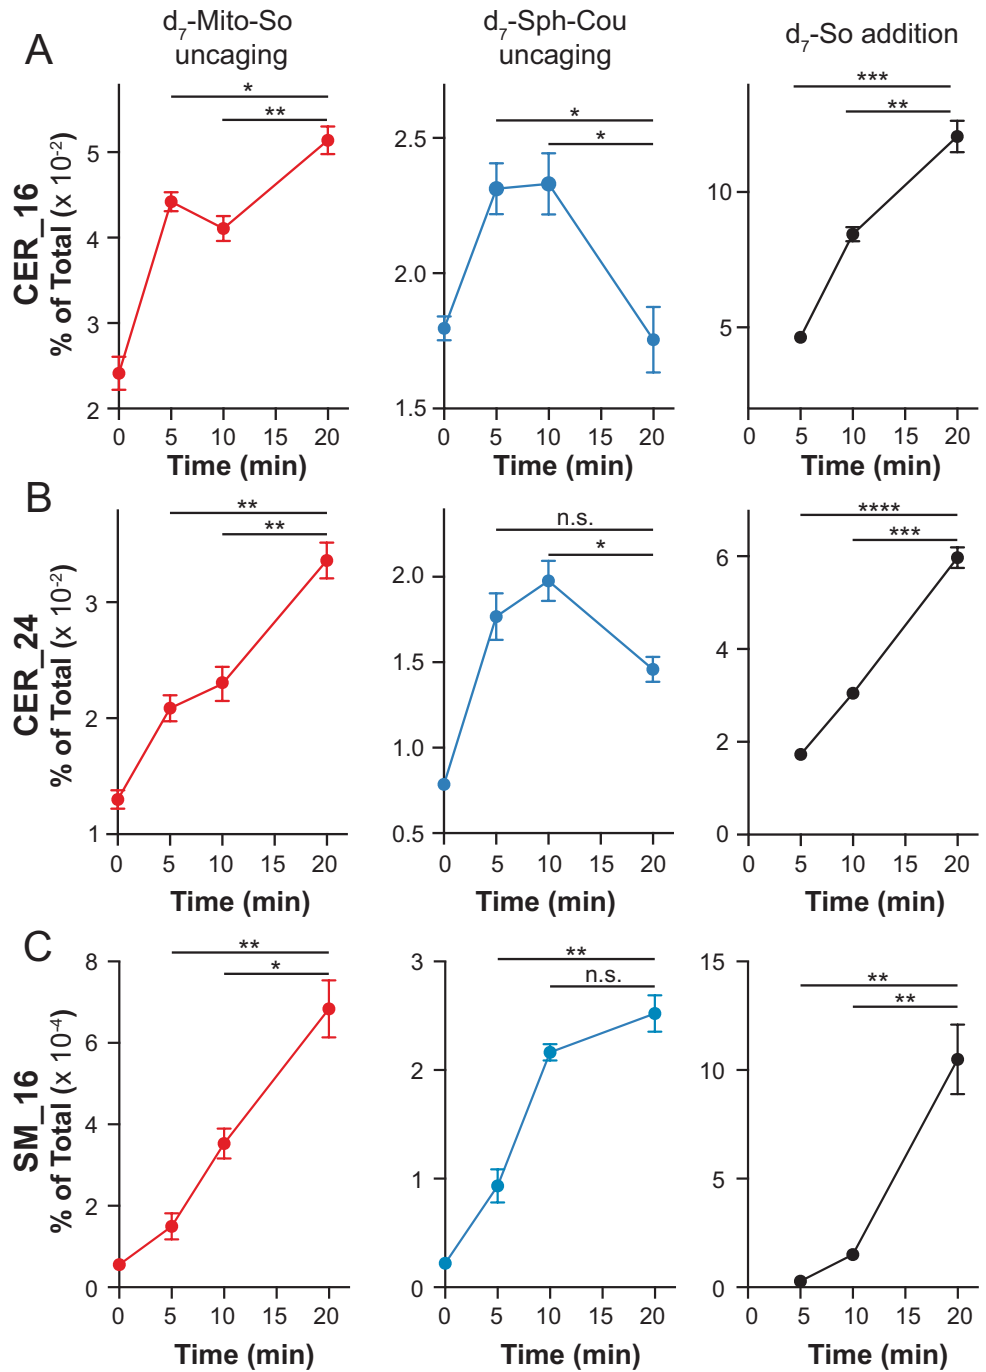 A
d7-Mito-So
uncaging
d7-Sph-Cou
uncaging
d7-So addition
CER_16
% of Total (x 10-2)
*
**
5
4
3
2
0 5 10 15 20
Time (min)
*
*
2.5
2.0
1.5
0 5 10 15 20
Time (min)
***
**
10
5
0 5 10 15 20
Time (min)
B
CER_24
% of Total (x 10-2)
**
**
3
2
1
0 5 10 15 20
Time (min)
n.s.
*
2.0
1.5
1.0
0.5
0 5 10 15 20
Time (min)
****
***
6
4
2
0
0 5 10 15 20
Time (min)
C
SM_16
% of Total (x 10-4)
**
*
8
6
4
2
0
0 5 10 15 20
Time (min)
**
n.s.
3
2
1
0
0 5 10 15 20
Time (min)
**
**
15
10
5
0
0 5 10 15 20
Time (min)